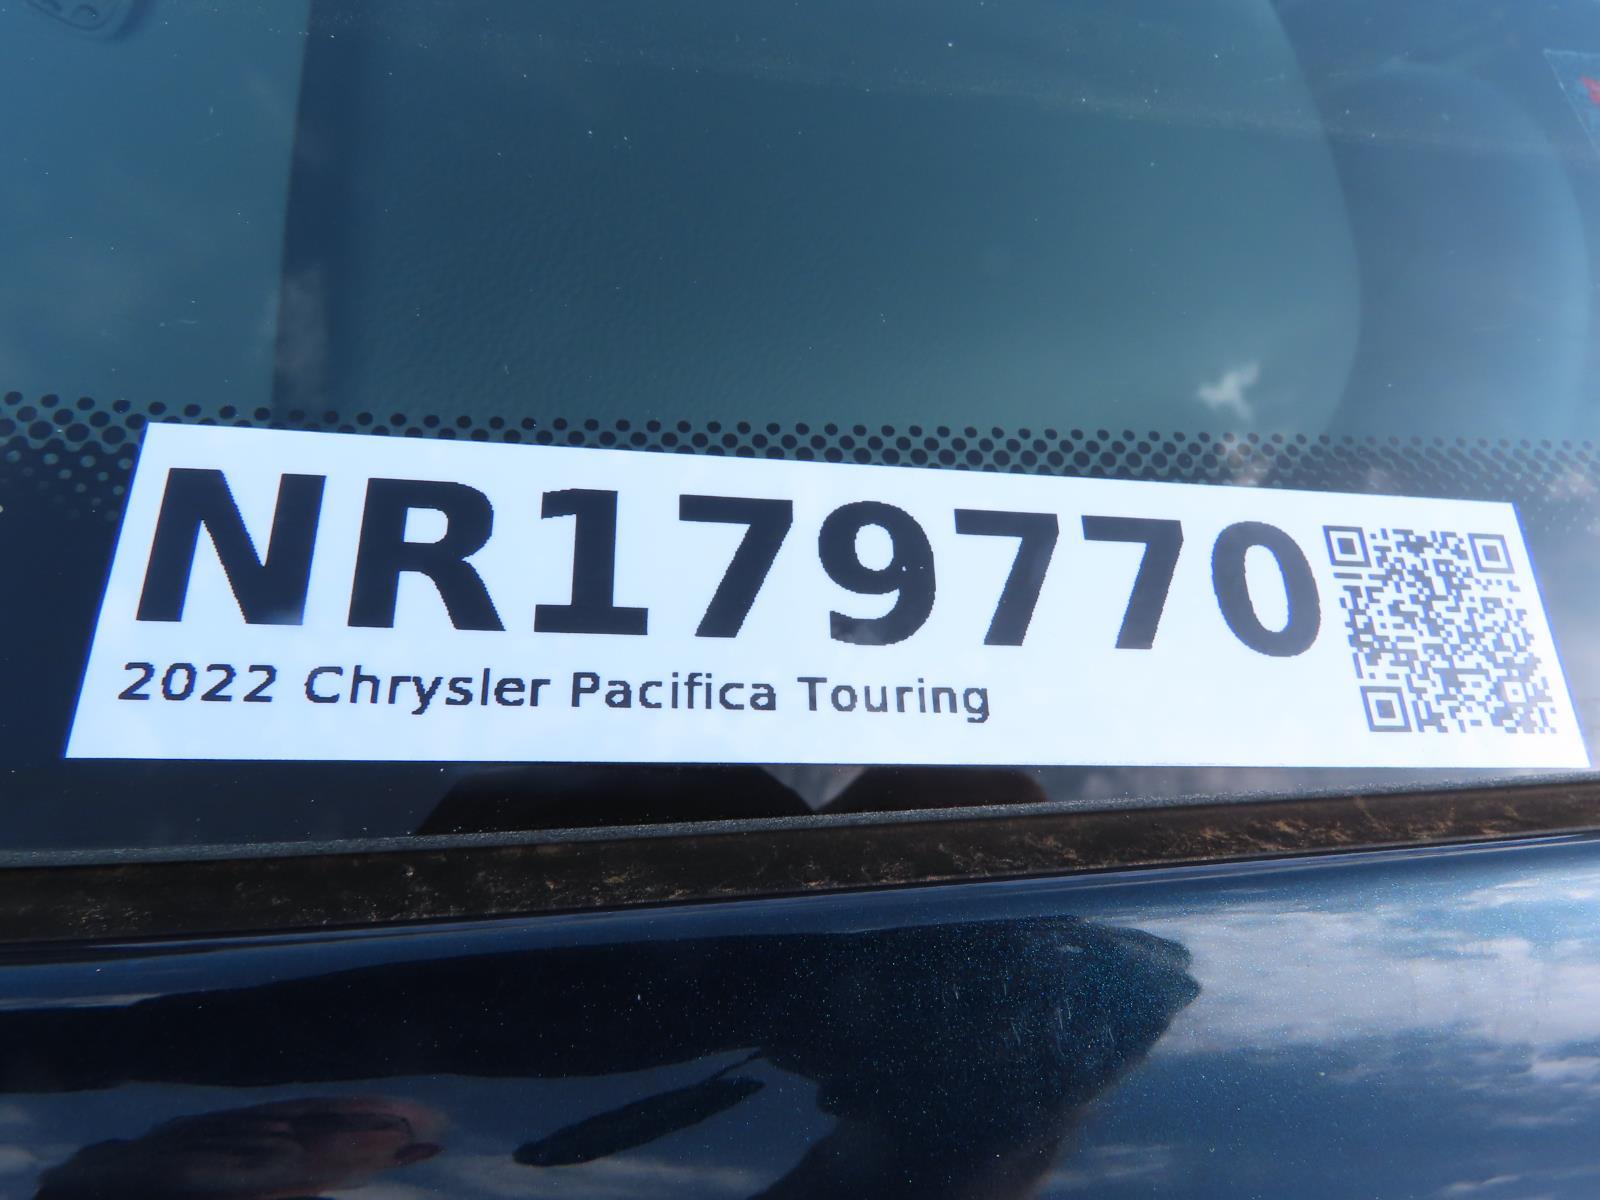 NR179770
2022 Chrysler Pacifica Touring